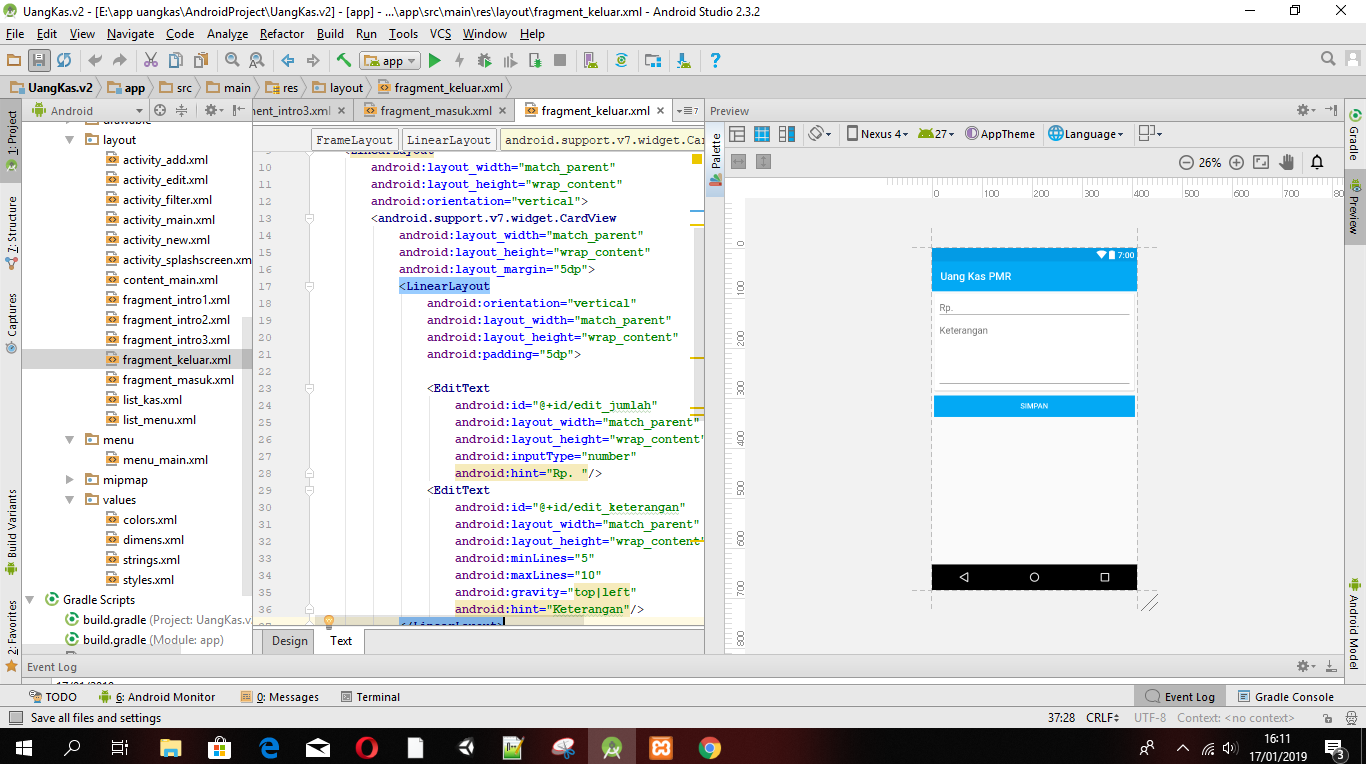 UangKas.v2 - [E:\app uangkas\AndroidProject\UangKas.v2] - [app] - ...\app\src\main\res\layout\fragment_keluar.xml - Android Studio 2.3.2
File Edit View Navigate Code Analyze Refactor Build Run Tools VCS Window Help
app
UangKas.v2 app src main res layout fragment_keluar.xml
Android
ment_intro3.xml fragment_masuk.xml fragment_keluar.xml 7
Preview
1: Project
7: Structure
Captures
Build Variants
2: Favorites
layout
activity_add.xml
activity_edit.xml
activity_filter.xml
activity_main.xml
activity_new.xml
activity_splashscreen.xm
content_main.xml
fragment_intro1.xml
fragment_intro2.xml
fragment_intro3.xml
fragment_keluar.xml
fragment_masuk.xml
list_kas.xml
list_menu.xml
menu
menu_main.xml
mipmap
values
colors.xml
dimens.xml
strings.xml
styles.xml
Gradle Scripts
build.gradle (Project: UangKas.v
build.gradle (Module: app)
FrameLayout LinearLayout android.support.v7.widget.Car
<LinearLayout
10 android:layout_width="match_parent"
11 android:layout_height="wrap_content"
12 android:orientation="vertical">
13 <android.support.v7.widget.CardView
14 android:layout_width="match_parent"
15 android:layout_height="wrap_content"
16 android:layout_margin="5dp">
17 <LinearLayout
18 android:orientation="vertical"
19 android:layout_width="match_parent"
20 android:layout_height="wrap_content"
21 android:padding="5dp">
22
23 <EditText
24 android:id="@+id/edit_jumlah"
25 android:layout_width="match_parent"
26 android:layout_height="wrap_content"
27 android:inputType="number"
28 android:hint="Rp. "/>
29 <EditText
30 android:id="@+id/edit_keterangan"
31 android:layout_width="match_parent"
32 android:layout_height="wrap_content"
33 android:minLines="5"
34 android:maxLines="10"
35 android:gravity="top|left"
36 android:hint="Keterangan"/>
37 </LinearLayout>
Design Text
Palette
Nexus 4 27 AppTheme Language
26%
0 100 200 300 400 500 600 700 80
0
100
200
300
400
500
600
700
800
7:00
Uang Kas PMR
Rp.
Keterangan
SIMPAN
Gradle
Preview
Android Model
Event Log
17/01/2019
TODO 6: Android Monitor 0: Messages Terminal Event Log Gradle Console
Save all files and settings 37:28 CRLF UTF-8 Context: <no context>
16:11
17/01/2019
3